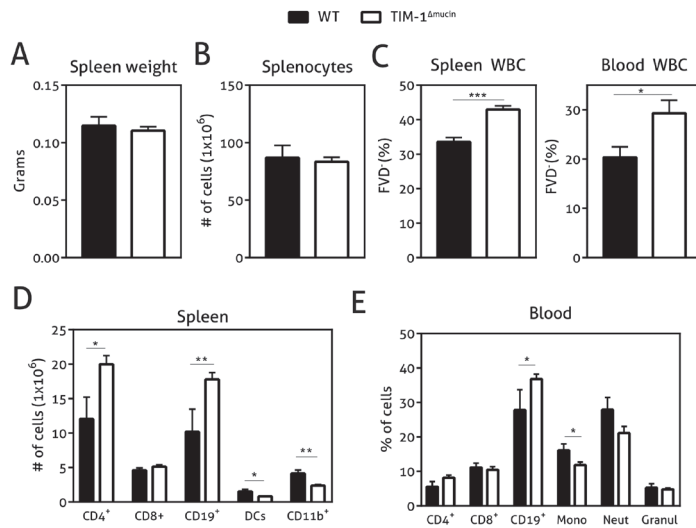 WT TIM-1Δmucin
A Spleen weight
0.15
0.10
0.05
0.00
Grams
B Splenocytes
150
100
50
0
# of cells (1x10⁶)
C Spleen WBC
50
40
30
20
10
0
FVD⁻(%)
***
Blood WBC
30
20
10
0
FVD⁻(%)
*
D Spleen
25
20
15
10
5
0
# of cells (1x10⁶)
* ** * **
CD4⁺ CD8+ CD19⁺ DCs CD11b⁺
E Blood
50
40
30
20
10
0
% of cells
* *
CD4⁺ CD8⁺ CD19⁺ Mono Neut Granul